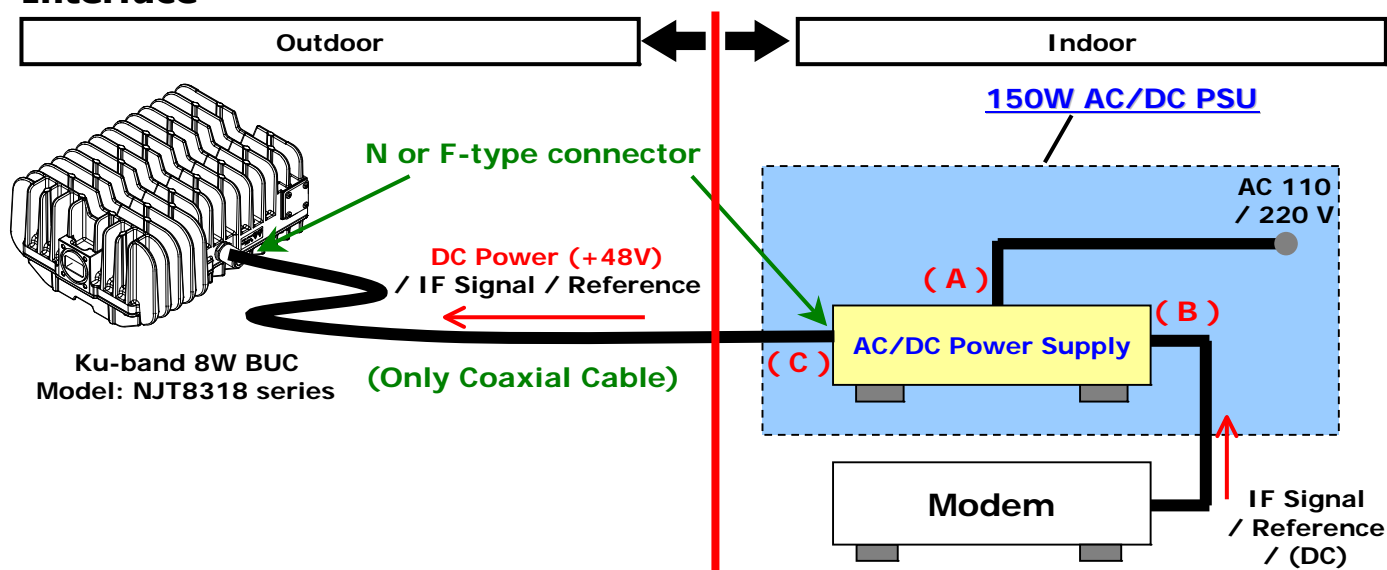 Interface
Outdoor
Indoor
150W AC/DC PSU
N or F-type connector
AC 110
/ 220 V
DC Power (+48V)
/ IF Signal / Reference
( A )
( B )
( C )
AC/DC Power Supply
Ku-band 8W BUC
Model: NJT8318 series
(Only Coaxial Cable)
Modem
IF Signal
/ Reference
/ (DC)